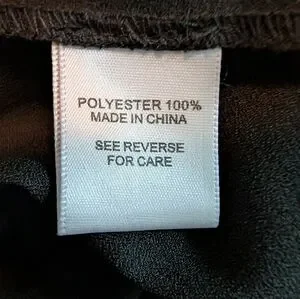 POLYESTER 100%
MADE IN CHINA
SEE REVERSE
FOR CARE